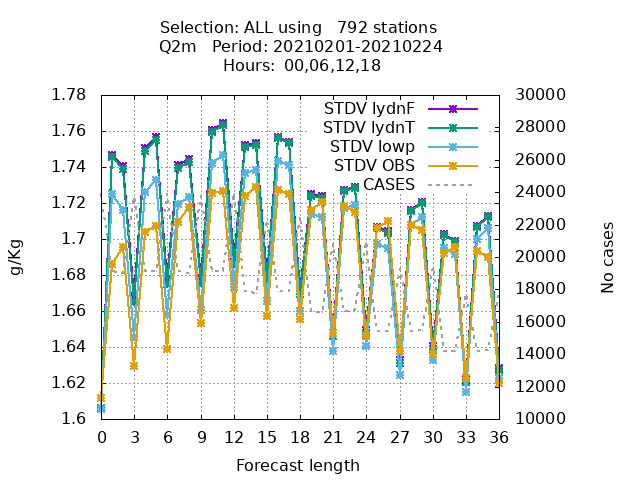 Selection: ALL using   792 stations
Q2m   Period: 20210201-20210224
Hours:  00,06,12,18
1.78
1.76
1.74
1.72
1.7
1.68
1.66
1.64
1.62
1.6
g/Kg
STDV lydnF
STDV lydnT
STDV lowp
STDV OBS
CASES
30000
28000
26000
24000
22000
20000
18000
16000
14000
12000
10000
No cases
0 3 6 9 12 15 18 21 24 27 30 33 36
Forecast length